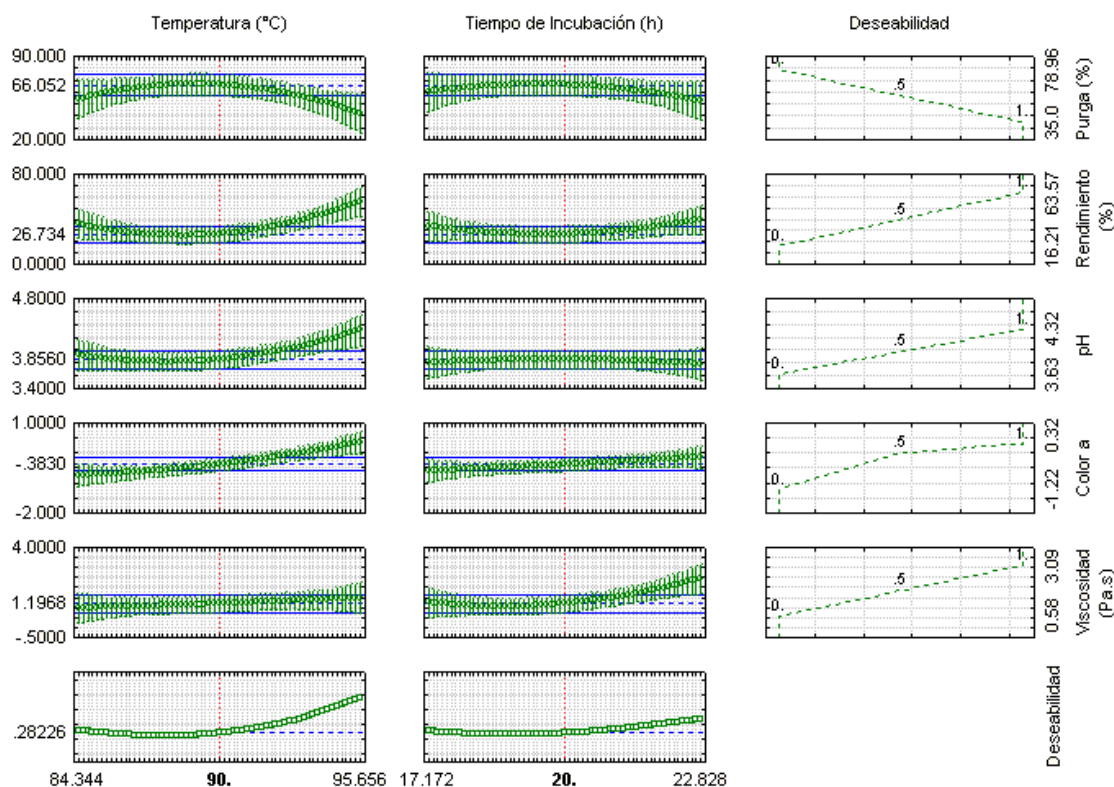 Temperatura (ºC) Tiempo de Incubación (h) Deseabilidad
90.000
66.052
20.000
0. .5 1.
78.96
35.0
Purga (%)
80.000
26.734
0.0000
0. .5 1.
63.57
16.21
Rendimiento
(%)
4.8000
3.8560
3.4000
0. .5 1.
4.32
3.63
pH
1.0000
-.3830
-2.000
0. .5 1.
0.32
-1.22
Color a
4.0000
1.1968
-.5000
0. .5 1.
3.09
0.58
Viscosidad
(Pa.s)
.28226
Deseabilidad
84.344 90. 95.656 17.172 20. 22.828